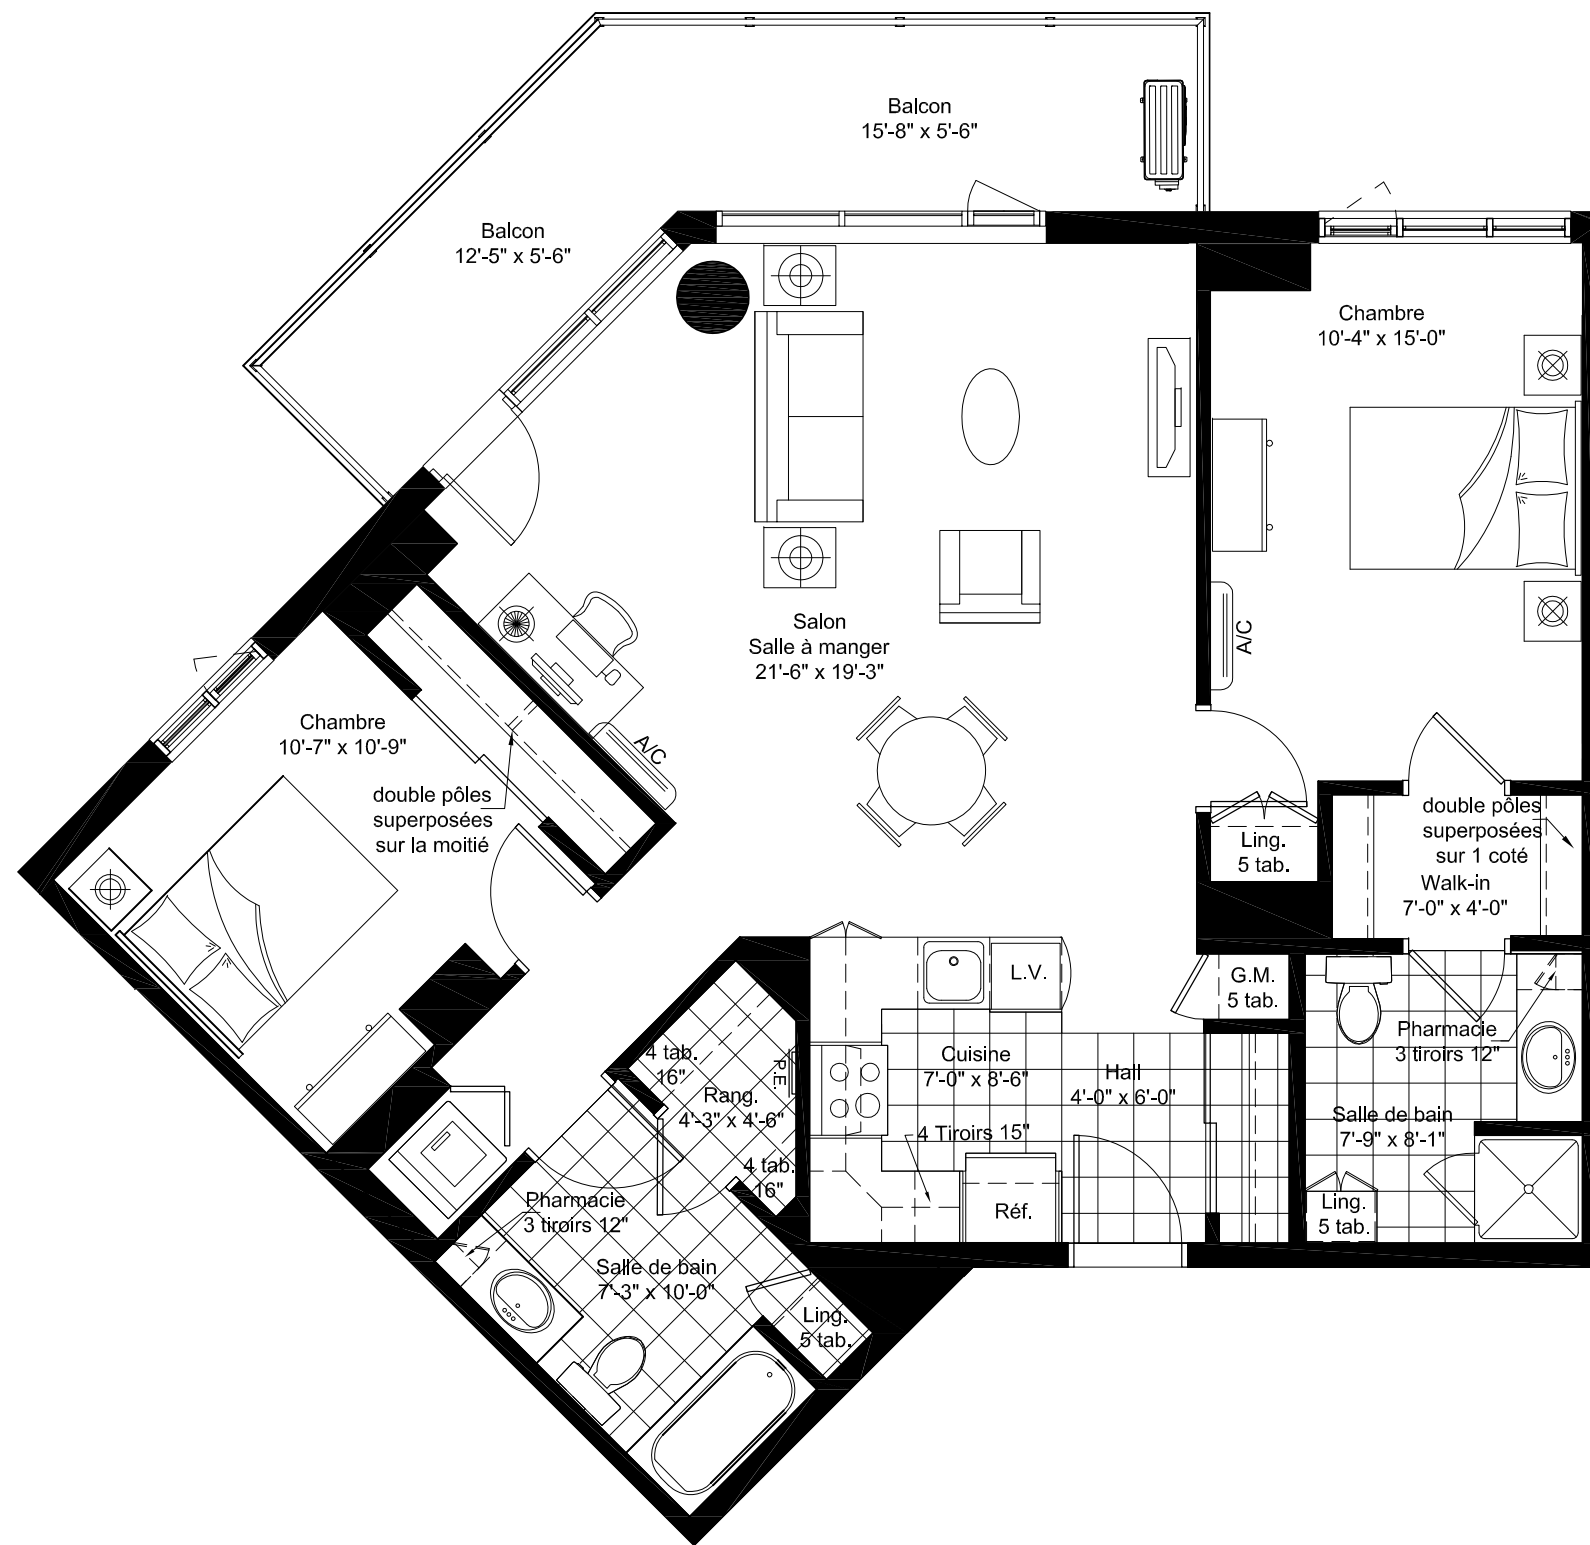 Balcon
15'-8" x 5'-6"
Balcon
12'-5" x 5'-6"
Chambre
10'-4" x 15'-0"
Salon
Salle à manger
21'-6" x 19'-3"
A/C
Chambre
10'-7" x 10'-9"
A/C
double pôles
superposées
sur la moitié
double pôles
superposées
sur 1 coté
Walk-in
7'-0" x 4'-0"
Ling.
5 tab.
L.V.
G.M.
5 tab.
Cuisine
7'-0" x 8'-6"
Hall
4'-0" x 6'-0"
4 Tiroirs 15"
Réf.
Pharmacie
3 tiroirs 12"
Salle de bain
7'-9" x 8'-1"
Ling.
5 tab.
4 tab.
16"
P.E.
Rang.
4'-3" x 4'-6"
4 tab.
16"
Pharmacie
3 tiroirs 12"
Salle de bain
7'-3" x 10'-0"
Ling.
5 tab.